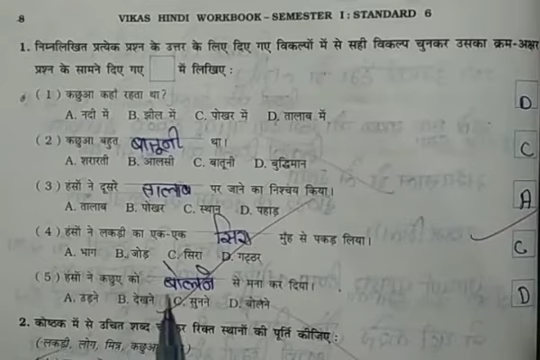 8 VIKAS HINDI WORKBOOK – SEMESTER I : STANDARD 6
1. निम्नलिखित प्रत्येक प्रश्न के उत्तर के लिए दिए गए विकल्पों में से सही विकल्प चुनकर उसका क्रम-अक्षर
प्रश्न के सामने दिए गए में लिखिए :
( 1 ) कछुआ कहाँ रहता था? D
A. नदी में B. झील में C. पोखर में D. तालाब में
( 2 ) कछुआ बहुत बातूनी था। C
A. शरारती B. आलसी C. बातूनी D. बुद्धिमान
( 3 ) हंसों ने दूसरे तालाब पर जाने का निश्चय किया। A
A. तालाब B. पोखर C. स्थान D. पहाड़
( 4 ) हंसों ने लकड़ी का एक-एक सिरा मुँह से पकड़ लिया। C
A. भाग B. जोड़ C. सिरा D. गट्ठर
( 5 ) हंसों ने कछुए को बोलने से मना कर दिया। D
A. उड़ने B. देखने C. सुनने D. बोलने
2. कोष्ठक में से उचित शब्द कर रिक्त स्थानों की पूर्ति कीजिए :
(लकड़ी, लोग, मित्र, कछुआ